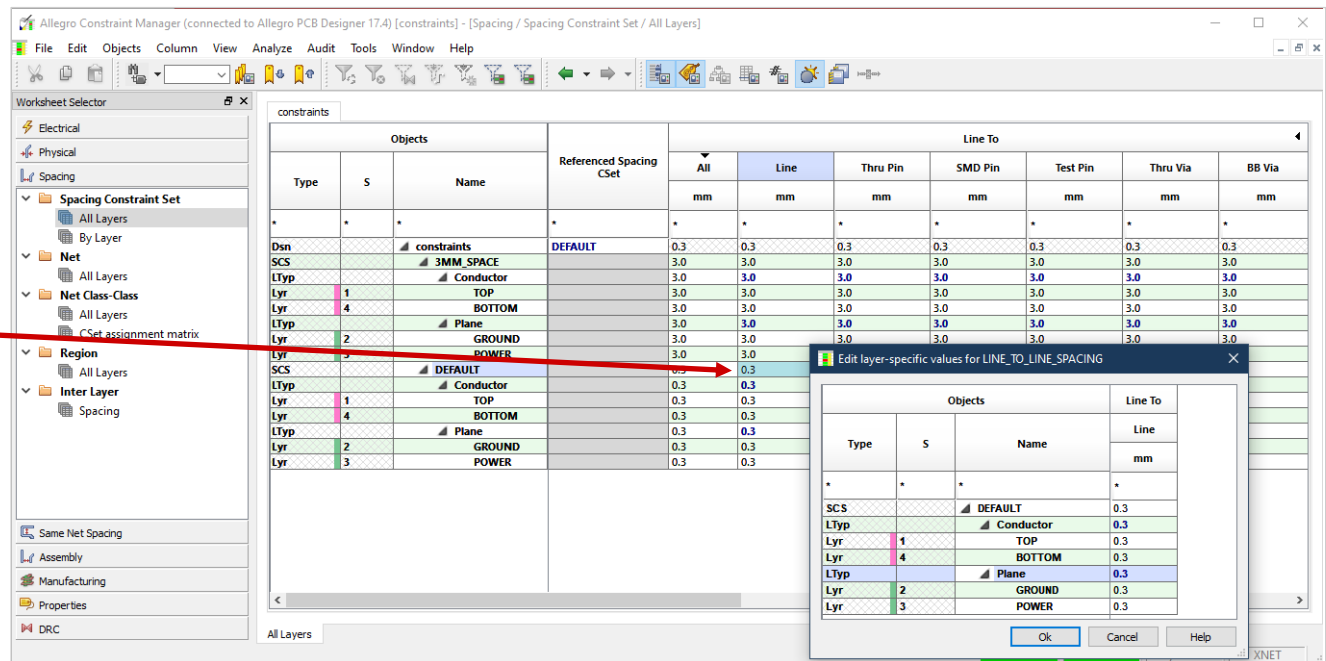 Allegro Constraint Manager (connected to Allegro PCB Designer 17.4) [constraints] - [Spacing / Spacing Constraint Set / All Layers]
File Edit Objects Column View Analyze Audit Tools Window Help
Worksheet Selector
Electrical
Physical
Spacing
Spacing Constraint Set
All Layers
By Layer
Net
All Layers
Net Class-Class
All Layers
CSet assignment matrix
Region
All Layers
Inter Layer
Spacing
Same Net Spacing
Assembly
Manufacturing
Properties
DRC
constraints
Objects Referenced Spacing CSet Line To
Type S Name All Line Thru Pin SMD Pin Test Pin Thru Via BB Via
mm mm mm mm mm mm mm
* * * * * * * * * * *
Dsn constraints DEFAULT 0.3 0.3 0.3 0.3 0.3 0.3 0.3
SCS 3MM_SPACE 3.0 3.0 3.0 3.0 3.0 3.0 3.0
LTyp Conductor 3.0 3.0 3.0 3.0 3.0 3.0 3.0
Lyr 1 TOP 3.0 3.0 3.0 3.0 3.0 3.0 3.0
Lyr 4 BOTTOM 3.0 3.0 3.0 3.0 3.0 3.0 3.0
LTyp Plane 3.0 3.0 3.0 3.0 3.0 3.0 3.0
Lyr 2 GROUND 3.0 3.0 3.0 3.0 3.0 3.0 3.0
Lyr 3 POWER 3.0 3.0
SCS DEFAULT 0.3 0.3
LTyp Conductor 0.3 0.3
Lyr 1 TOP 0.3 0.3
Lyr 4 BOTTOM 0.3 0.3
LTyp Plane 0.3 0.3
Lyr 2 GROUND 0.3 0.3
Lyr 3 POWER 0.3 0.3
All Layers
Edit layer-specific values for LINE_TO_LINE_SPACING
Objects Line To
Type S Name Line
mm
* * * *
SCS DEFAULT 0.3
LTyp Conductor 0.3
Lyr 1 TOP 0.3
Lyr 4 BOTTOM 0.3
LTyp Plane 0.3
Lyr 2 GROUND 0.3
Lyr 3 POWER 0.3
Ok Cancel Help
XNET